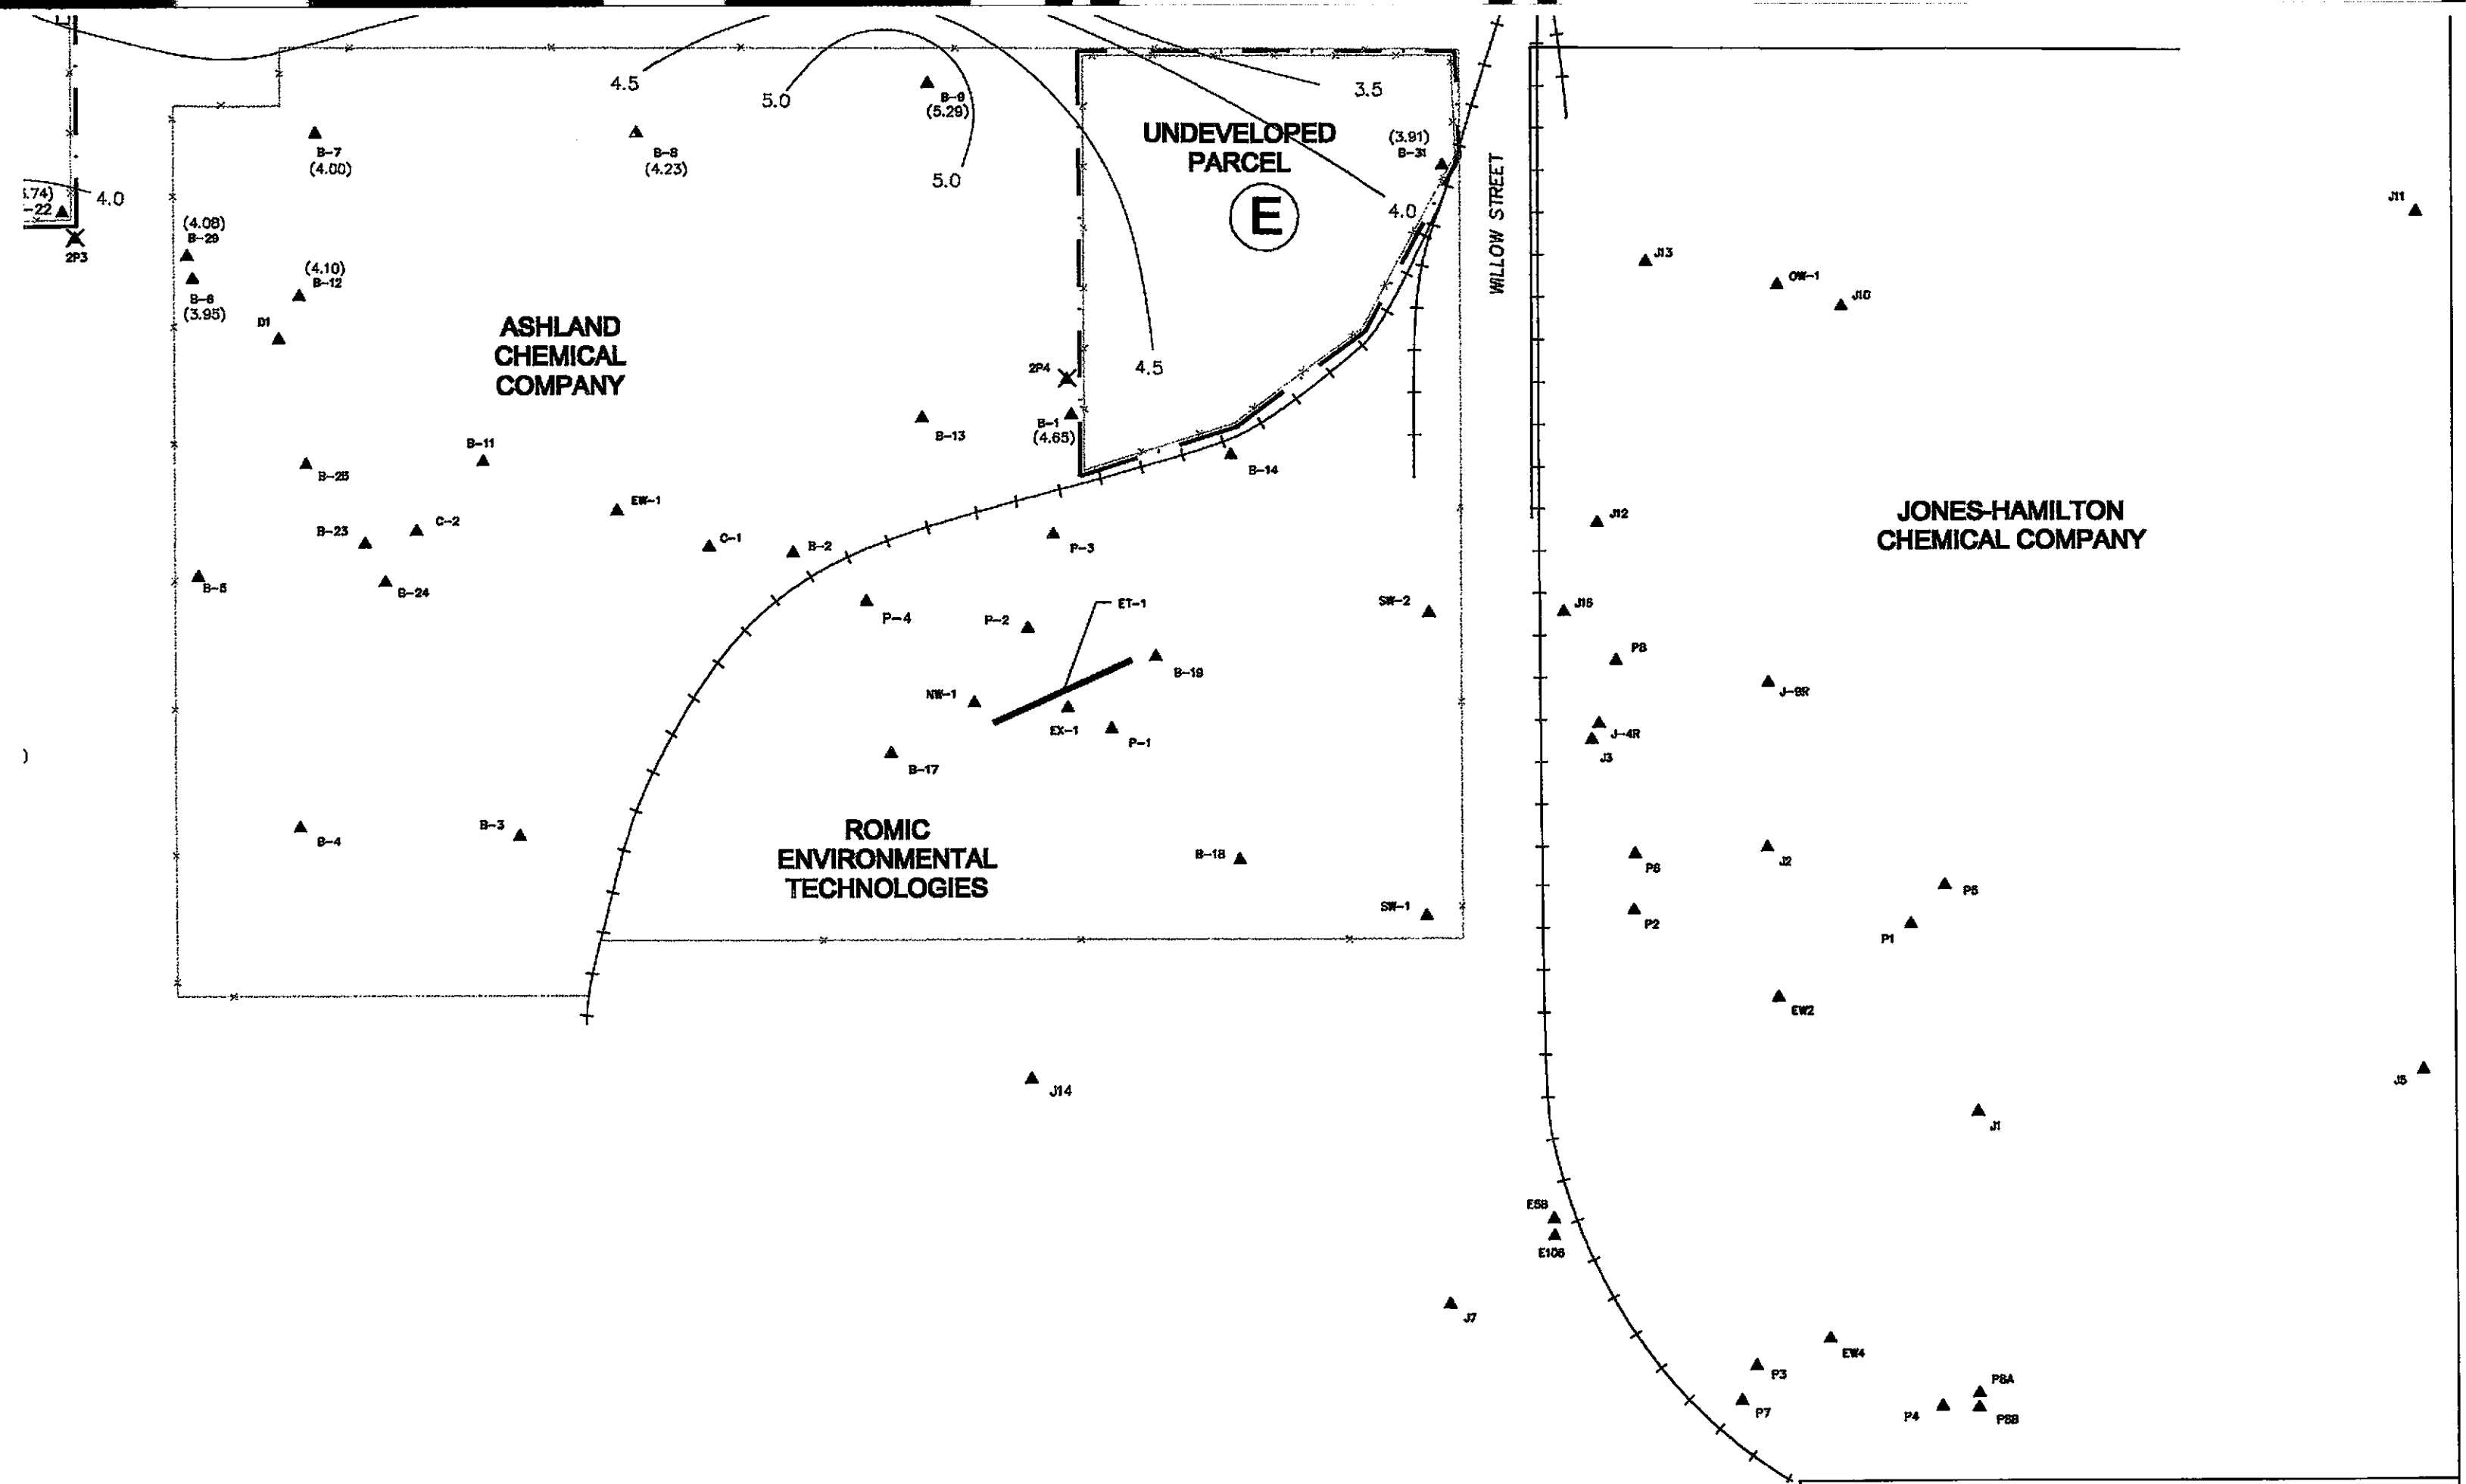 4.5
5.0
B-9
(5.29)
3.5
UNDEVELOPED
PARCEL
E
(3.91)
B-31
WILLOW STREET
B-7
(4.00)
B-8
(4.23)
5.0
4.0
4.0
-22
2P3
(4.08)
B-29
B-6
(3.95)
(4.10)
B-12
D1
ASHLAND
CHEMICAL
COMPANY
2P4
4.5
B-1
(4.65)
B-13
B-14
B-11
B-25
EW-1
B-23
C-2
C-1
B-2
B-5
B-24
P-3
P-4
P-2
ET-1
SW-2
B-19
NW-1
EX-1
P-1
B-17
B-4
B-3
ROMIC
ENVIRONMENTAL
TECHNOLOGIES
B-18
SW-1
J14
J7
J11
J13
OW-1
J10
J12
JONES-HAMILTON
CHEMICAL COMPANY
J16
J-9R
J-4R
J3
J2
P6
P5
P2
P1
EW2
J5
J1
E5B
E106
EW4
P3
P7
P4